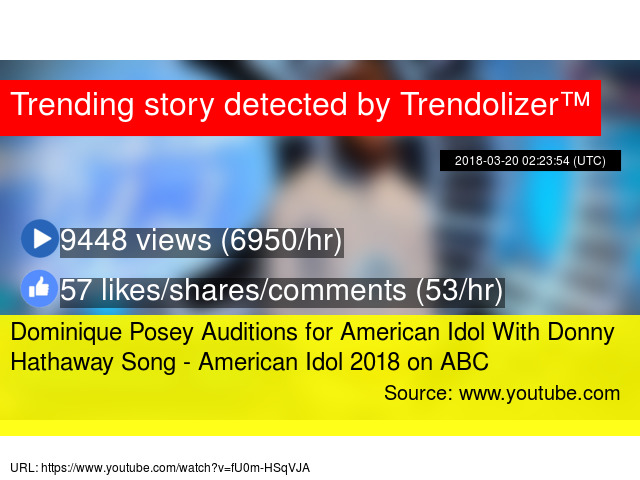 Trending story detected by Trendolizer™
2018-03-20 02:23:54 (UTC)
9448 views (6950/hr)
57 likes/shares/comments (53/hr)
Dominique Posey Auditions for American Idol With Donny
Hathaway Song - American Idol 2018 on ABC
Source: www.youtube.com
URL: https://www.youtube.com/watch?v=fU0m-HSqVJA